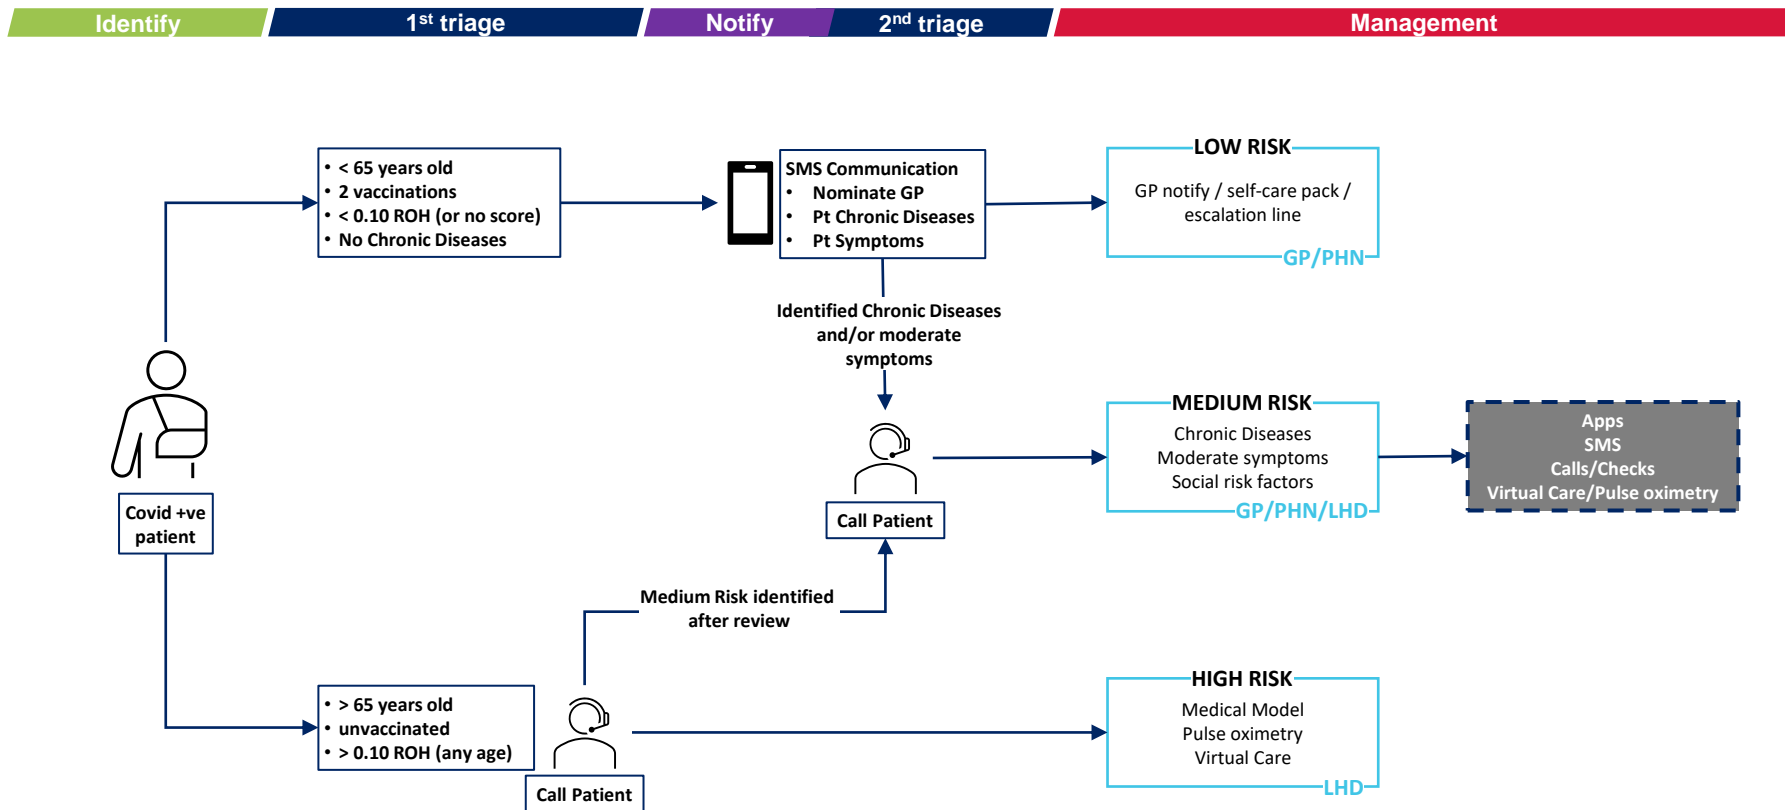 Identify
1st triage
Notify
2nd triage
Management
• < 65 years old
• 2 vaccinations
• < 0.10 ROH (or no score)
• No Chronic Diseases
SMS Communication
• Nominate GP
• Pt Chronic Diseases
• Pt Symptoms
LOW RISK
GP notify / self-care pack /
escalation line
GP/PHN
Identified Chronic Diseases
and/or moderate
symptoms
Covid +ve
patient
Call Patient
MEDIUM RISK
Chronic Diseases
Moderate symptoms
Social risk factors
GP/PHN/LHD
Apps
SMS
Calls/Checks
Virtual Care/Pulse oximetry
Medium Risk identified
after review
• > 65 years old
• unvaccinated
• > 0.10 ROH (any age)
Call Patient
HIGH RISK
Medical Model
Pulse oximetry
Virtual Care
LHD